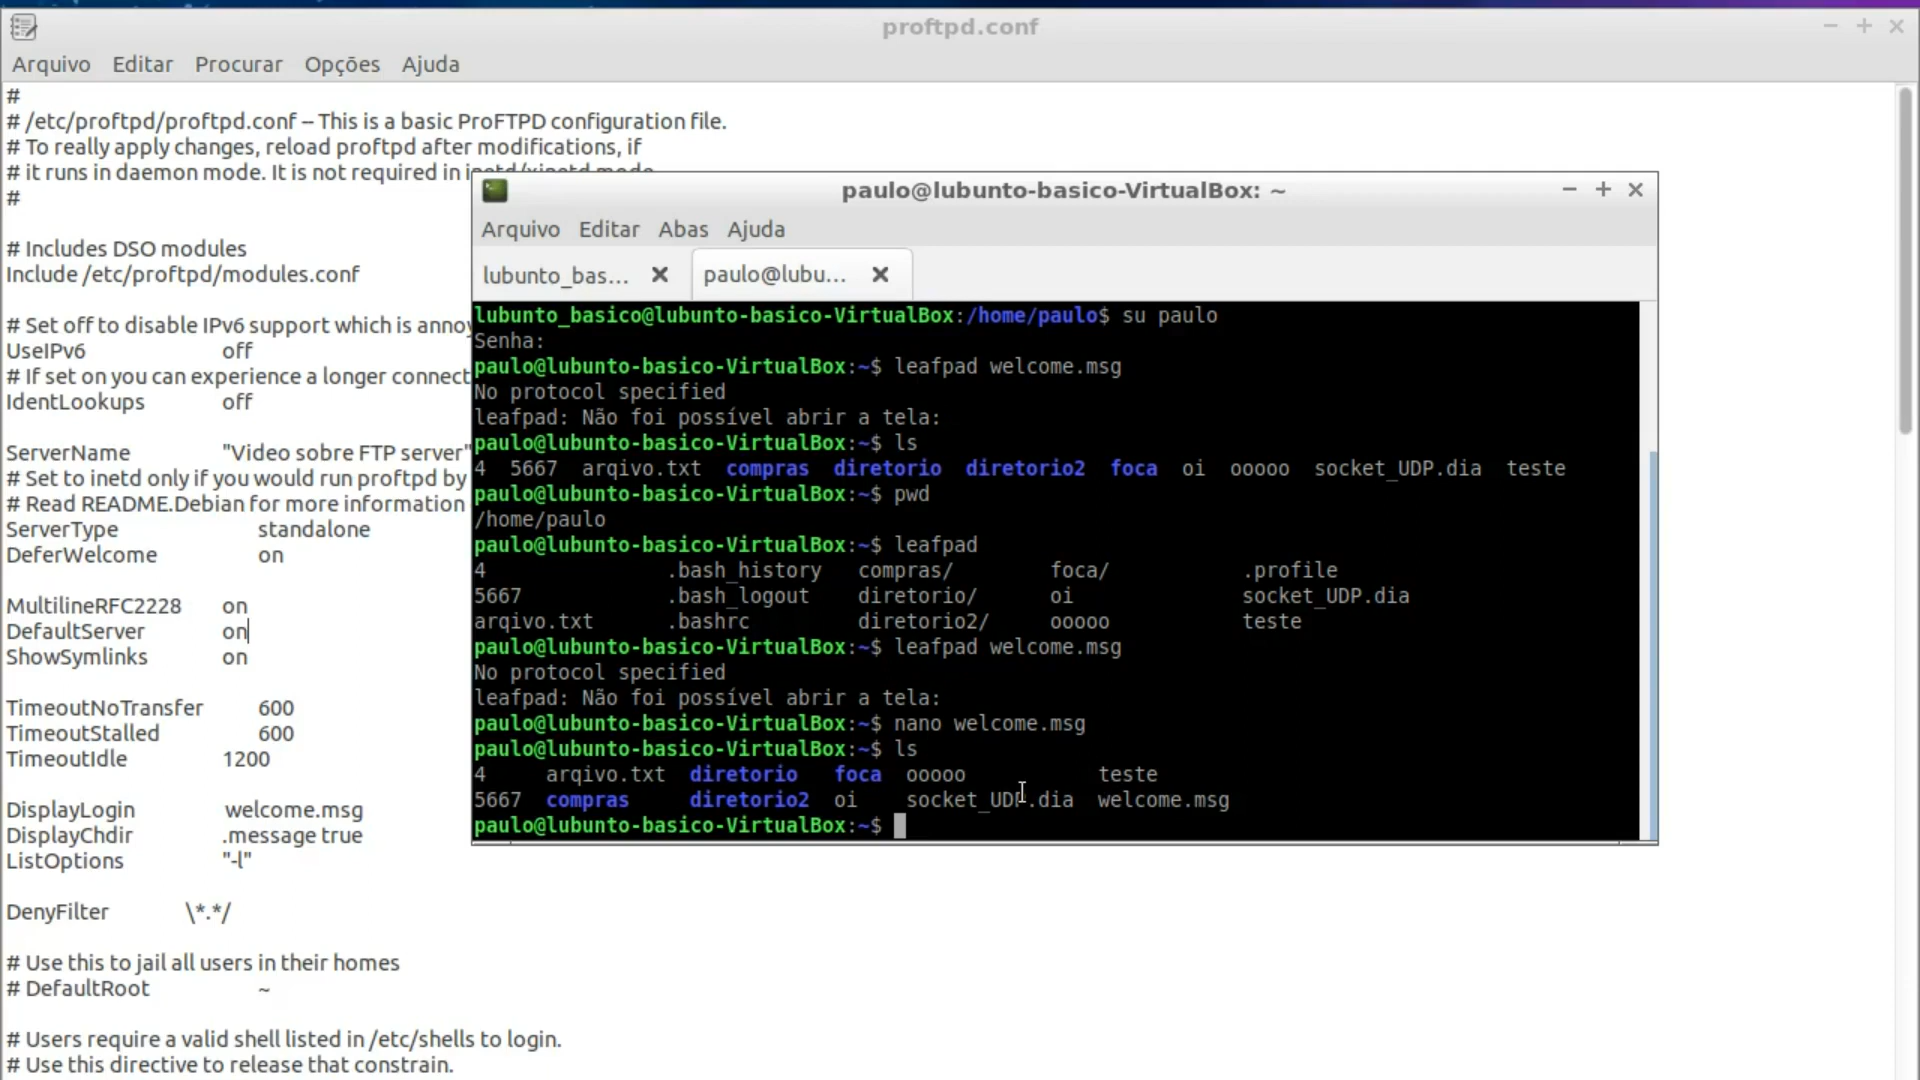 proftpd.conf
Arquivo Editar Procurar Opções Ajuda
#
# /etc/proftpd/proftpd.conf -- This is a basic ProFTPD configuration file.
# To really apply changes, reload proftpd after modifications, if
# it runs in daemon mode. It is not required in inetd/xinetd mode.
#
# Includes DSO modules
Include /etc/proftpd/modules.conf
# Set off to disable IPv6 support which is
UseIPv6 off
# If set on you can experience a longer
IdentLookups off
ServerName "Video sobre FTP server"
# Set to inetd only if you would run proftpd by
# Read README.Debian for more information
ServerType standalone
DeferWelcome on
MultilineRFC2228 on
DefaultServer on
ShowSymlinks on
TimeoutNoTransfer 600
TimeoutStalled 600
TimeoutIdle 1200
DisplayLogin welcome.msg
DisplayChdir .message true
ListOptions "-l"
DenyFilter \*.*/
# Use this to jail all users in their homes
# DefaultRoot ~
# Users require a valid shell listed in /etc/shells to login.
# Use this directive to release that constrain.
paulo@lubunto-basico-VirtualBox: ~
Arquivo Editar Abas Ajuda
lubunto_bas... paulo@lubu...
lubunto_basico@lubunto-basico-VirtualBox:/home/paulo$ su paulo
Senha:
paulo@lubunto-basico-VirtualBox:~$ leafpad welcome.msg
No protocol specified
leafpad: Não foi possível abrir a tela:
paulo@lubunto-basico-VirtualBox:~$ ls
4 5667 arqivo.txt compras diretorio diretorio2 foca oi ooooo socket_UDP.dia teste
paulo@lubunto-basico-VirtualBox:~$ pwd
/home/paulo
paulo@lubunto-basico-VirtualBox:~$ leafpad
4 .bash_history compras/ foca/ .profile
5667 .bash_logout diretorio/ oi socket_UDP.dia
arqivo.txt .bashrc diretorio2/ ooooo teste
paulo@lubunto-basico-VirtualBox:~$ leafpad welcome.msg
No protocol specified
leafpad: Não foi possível abrir a tela:
paulo@lubunto-basico-VirtualBox:~$ nano welcome.msg
paulo@lubunto-basico-VirtualBox:~$ ls
4 arqivo.txt diretorio foca ooooo teste
5667 compras diretorio2 oi socket_UDP.dia welcome.msg
paulo@lubunto-basico-VirtualBox:~$